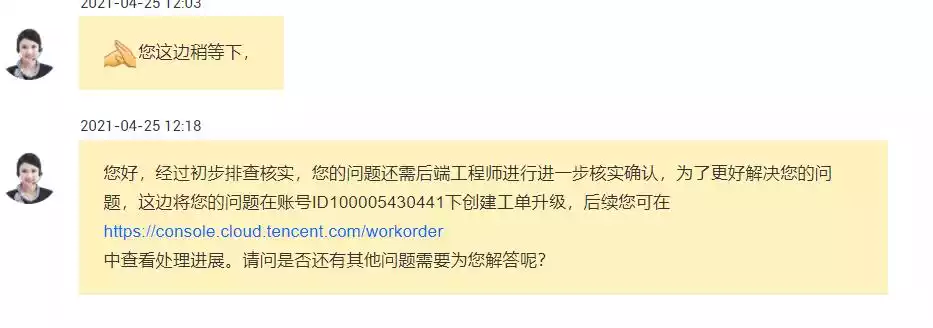 2021-04-25 12:03
您这边稍等下，
2021-04-25 12:18
您好，经过初步排查核实，您的问题还需后端工程师进行进一步核实确认，为了更好解决您的问
题，这边将您的问题在账号ID100005430441下创建工单升级，后续您可在
https://console.cloud.tencent.com/workorder
中查看处理进展。请问是否还有其他问题需要为您解答呢？